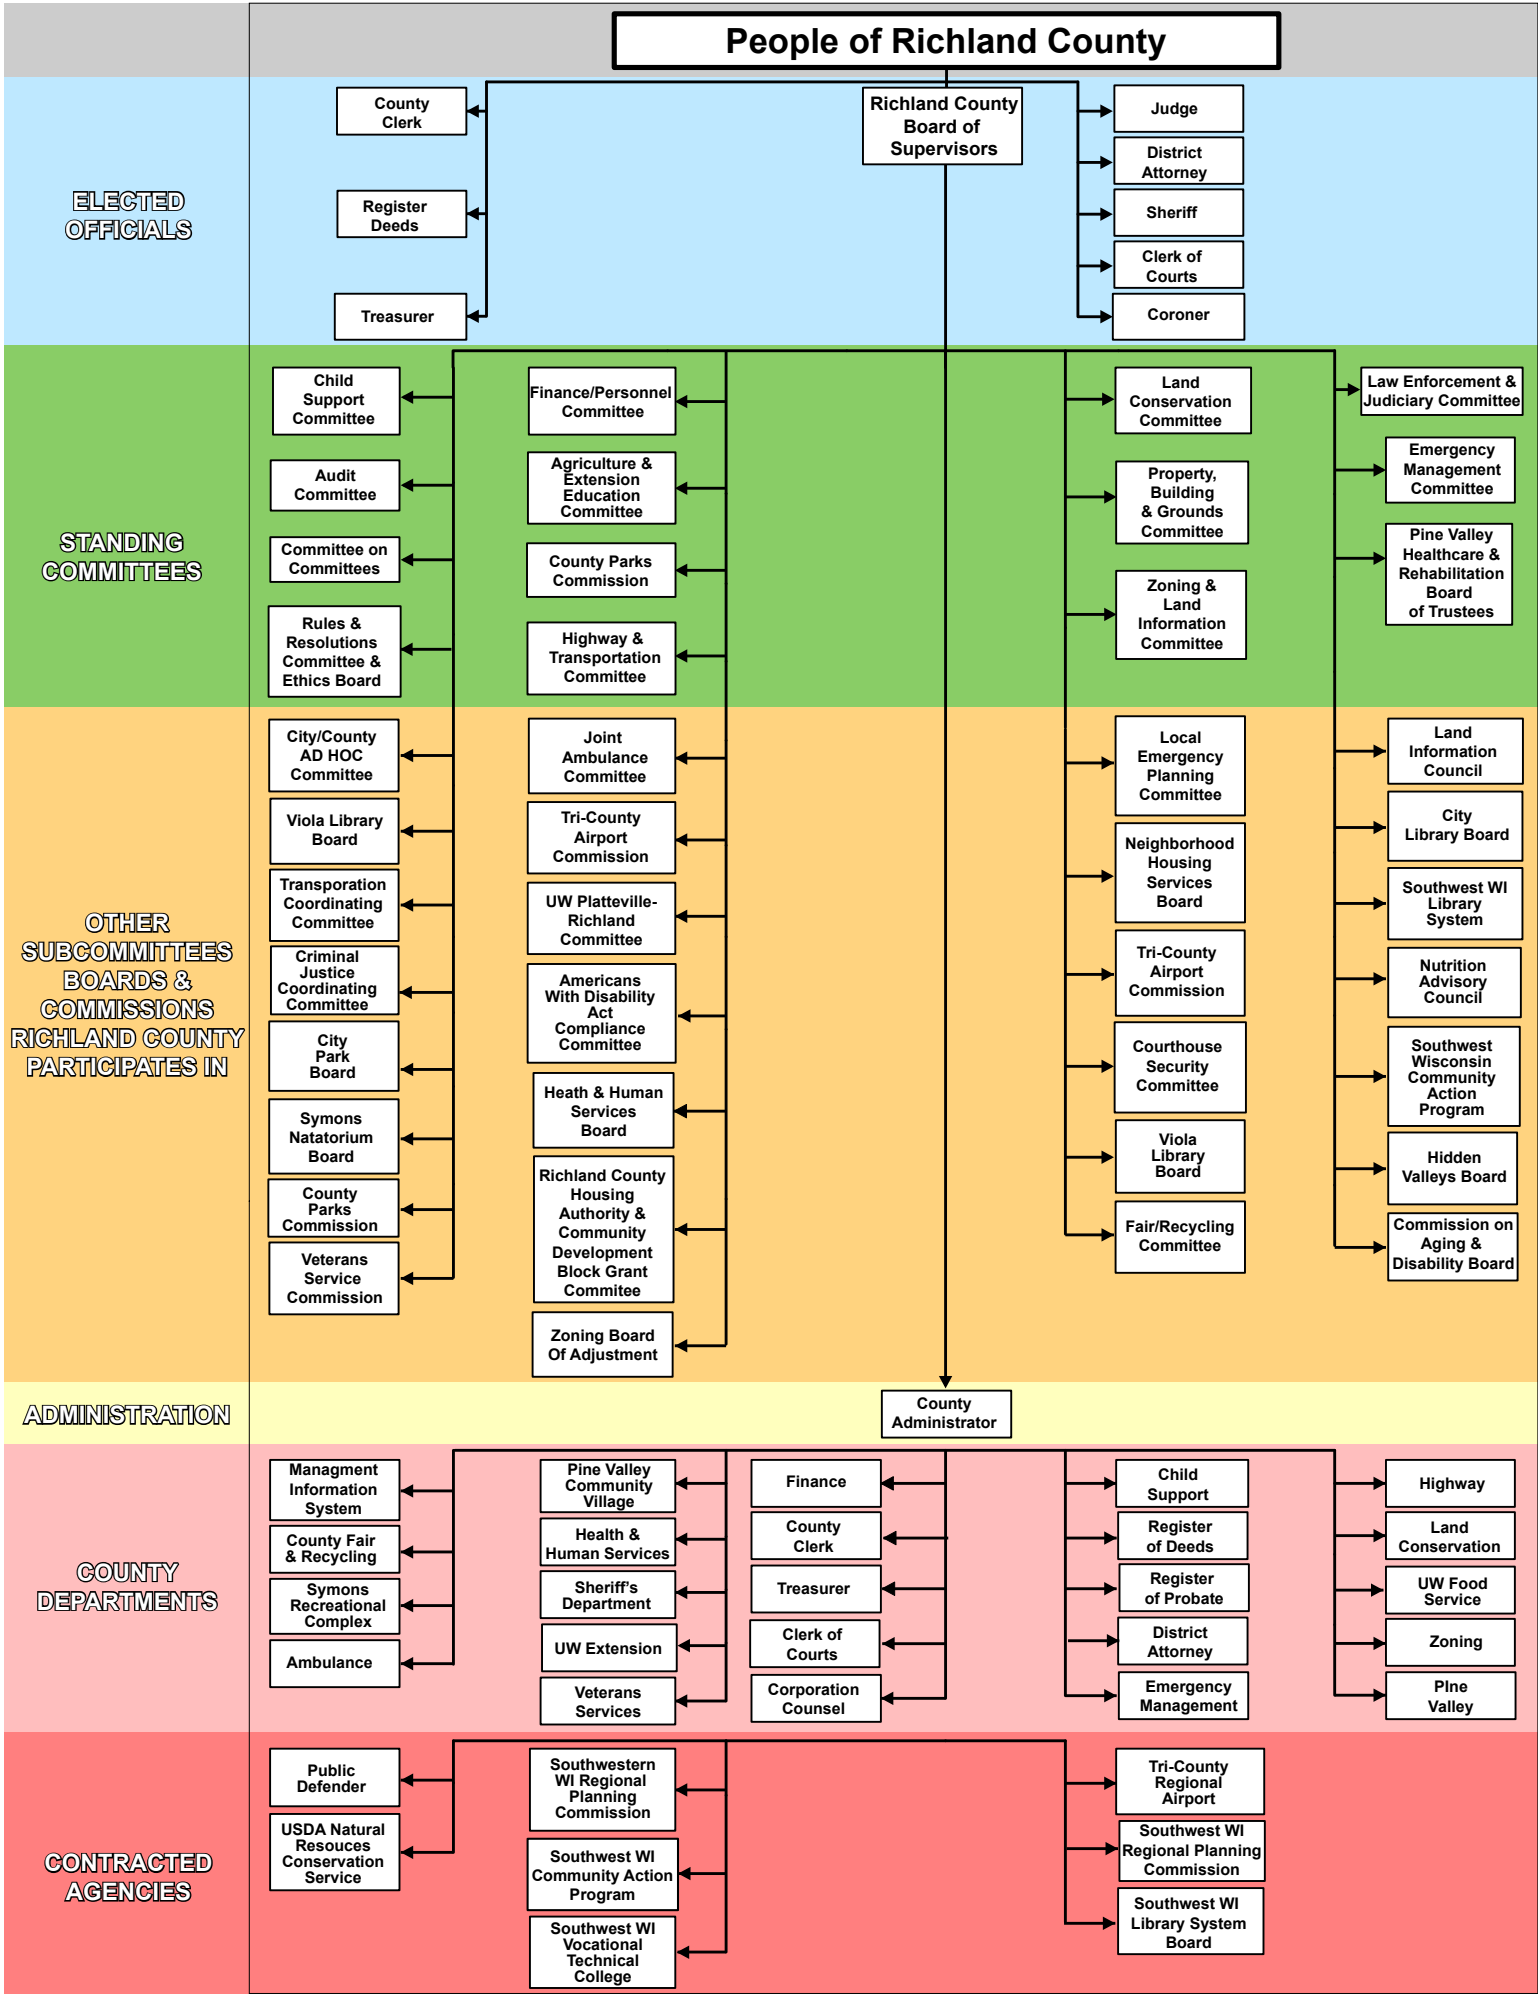 People of Richland County
ELECTED
OFFICIALS
County
Clerk
Register
Deeds
Treasurer
Richland County
Board of
Supervisors
Judge
District
Attorney
Sheriff
Clerk of
Courts
Coroner
STANDING
COMMITTEES
Child
Support
Committee
Audit
Committee
Committee on
Committees
Rules &
Resolutions
Committee &
Ethics Board
Finance/Personnel
Committee
Agriculture &
Extension
Education
Committee
County Parks
Commission
Highway &
Transportation
Committee
Land
Conservation
Committee
Property,
Building
& Grounds
Committee
Zoning &
Land
Information
Committee
Law Enforcement &
Judiciary Committee
Emergency
Management
Committee
Pine Valley
Healthcare &
Rehabilitation
Board
of Trustees
OTHER
SUBCOMMITTEES
BOARDS &
COMMISSIONS
RICHLAND COUNTY
PARTICIPATES IN
City/County
AD HOC
Committee
Viola Library
Board
Transporation
Coordinating
Committee
Criminal
Justice
Coordinating
Committee
City
Park
Board
Symons
Natatorium
Board
County
Parks
Commission
Veterans
Service
Commission
Joint
Ambulance
Committee
Tri-County
Airport
Commission
UW Platteville-
Richland
Committee
Americans
With Disability
Act
Compliance
Committee
Heath & Human
Services
Board
Richland County
Housing
Authority &
Community
Development
Block Grant
Commitee
Zoning Board
Of Adjustment
Local
Emergency
Planning
Committee
Neighborhood
Housing
Services
Board
Tri-County
Airport
Commission
Courthouse
Security
Committee
Viola
Library
Board
Fair/Recycling
Committee
Land
Information
Council
City
Library Board
Southwest WI
Library
System
Nutrition
Advisory
Council
Southwest
Wisconsin
Community
Action
Program
Hidden
Valleys Board
Commission on
Aging &
Disability Board
ADMINISTRATION
County
Administrator
COUNTY
DEPARTMENTS
Managment
Information
System
County Fair
& Recycling
Symons
Recreational
Complex
Ambulance
Pine Valley
Community
Village
Health &
Human Services
Sheriff's
Department
UW Extension
Veterans
Services
Finance
County
Clerk
Treasurer
Clerk of
Courts
Corporation
Counsel
Child
Support
Register
of Deeds
Register
of Probate
District
Attorney
Emergency
Management
Highway
Land
Conservation
UW Food
Service
Zoning
PIne
Valley
CONTRACTED
AGENCIES
Public
Defender
USDA Natural
Resouces
Conservation
Service
Southwestern
WI Regional
Planning
Commission
Southwest WI
Community Action
Program
Southwest WI
Vocational
Technical
College
Tri-County
Regional
Airport
Southwest WI
Regional Planning
Commission
Southwest WI
Library System
Board